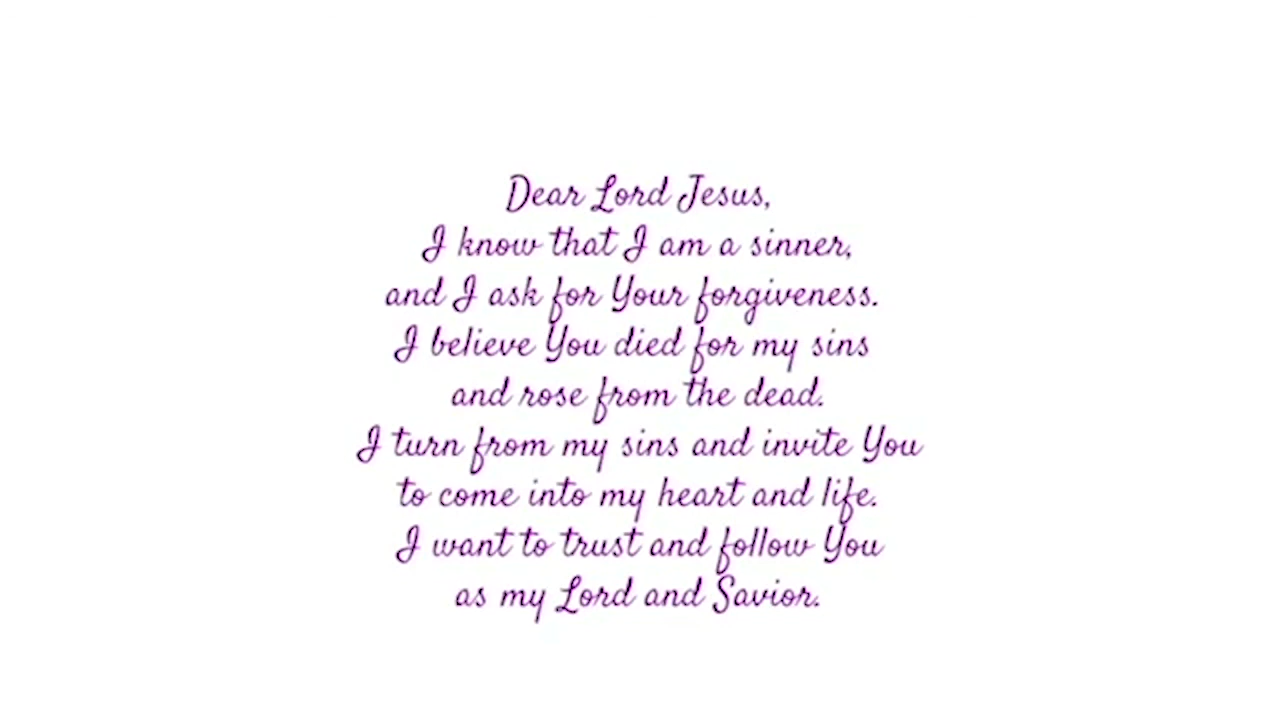 Dear Lord Jesus,
I know that I am a sinner,
and I ask for Your forgiveness.
I believe You died for my sins
and rose from the dead.
I turn from my sins and invite You
to come into my heart and life.
I want to trust and follow You
as my Lord and Savior.